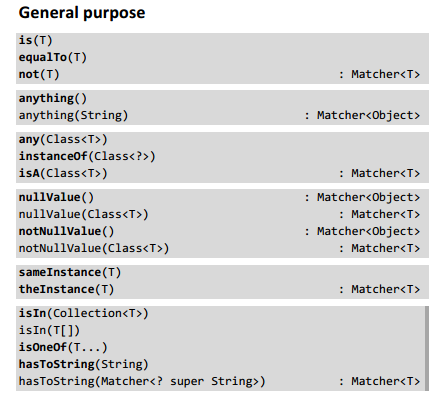 General purpose
is(T)
equalTo(T)
not(T) : Matcher<T>
anything()
anything(String) : Matcher<Object>
any(Class<T>)
instanceOf(Class<?>)
isA(Class<T>) : Matcher<T>
nullValue() : Matcher<Object>
nullValue(Class<T>) : Matcher<T>
notNullValue() : Matcher<Object>
notNullValue(Class<T>) : Matcher<T>
sameInstance(T)
theInstance(T) : Matcher<T>
isIn(Collection<T>)
isIn(T[])
isOneOf(T...)
hasToString(String)
hasToString(Matcher<? super String>) : Matcher<T>